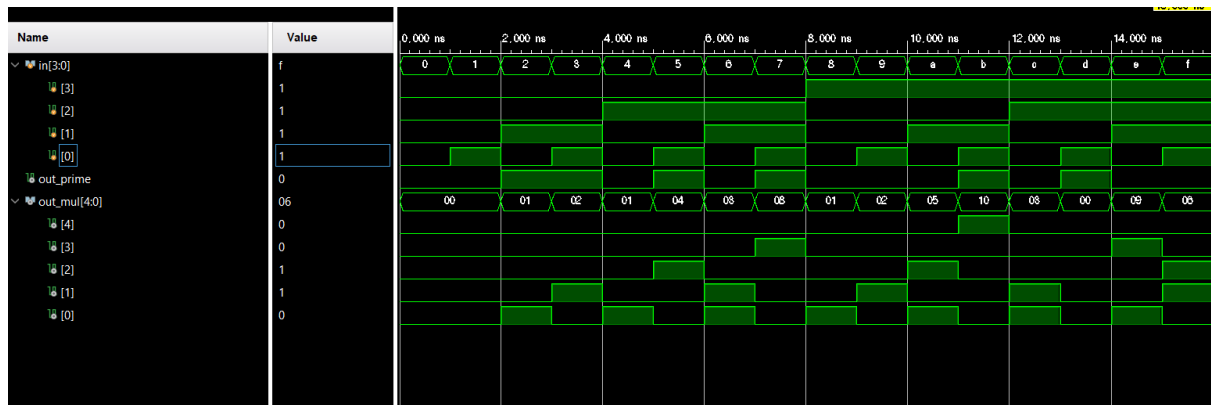 Name Value 0,000 ns 2,000 ns 4,000 ns 6,000 ns 8,000 ns 10,000 ns 12,000 ns 14,000 ns
in[3:0] f 0 1 2 3 4 5 6 7 8 9 a b c d e f
[3] 1
[2] 1
[1] 1
[0] 1
out_prime 0
out_mul[4:0] 06 00 01 02 01 04 03 08 01 02 05 10 03 00 09 06
[4] 0
[3] 0
[2] 1
[1] 1
[0] 0